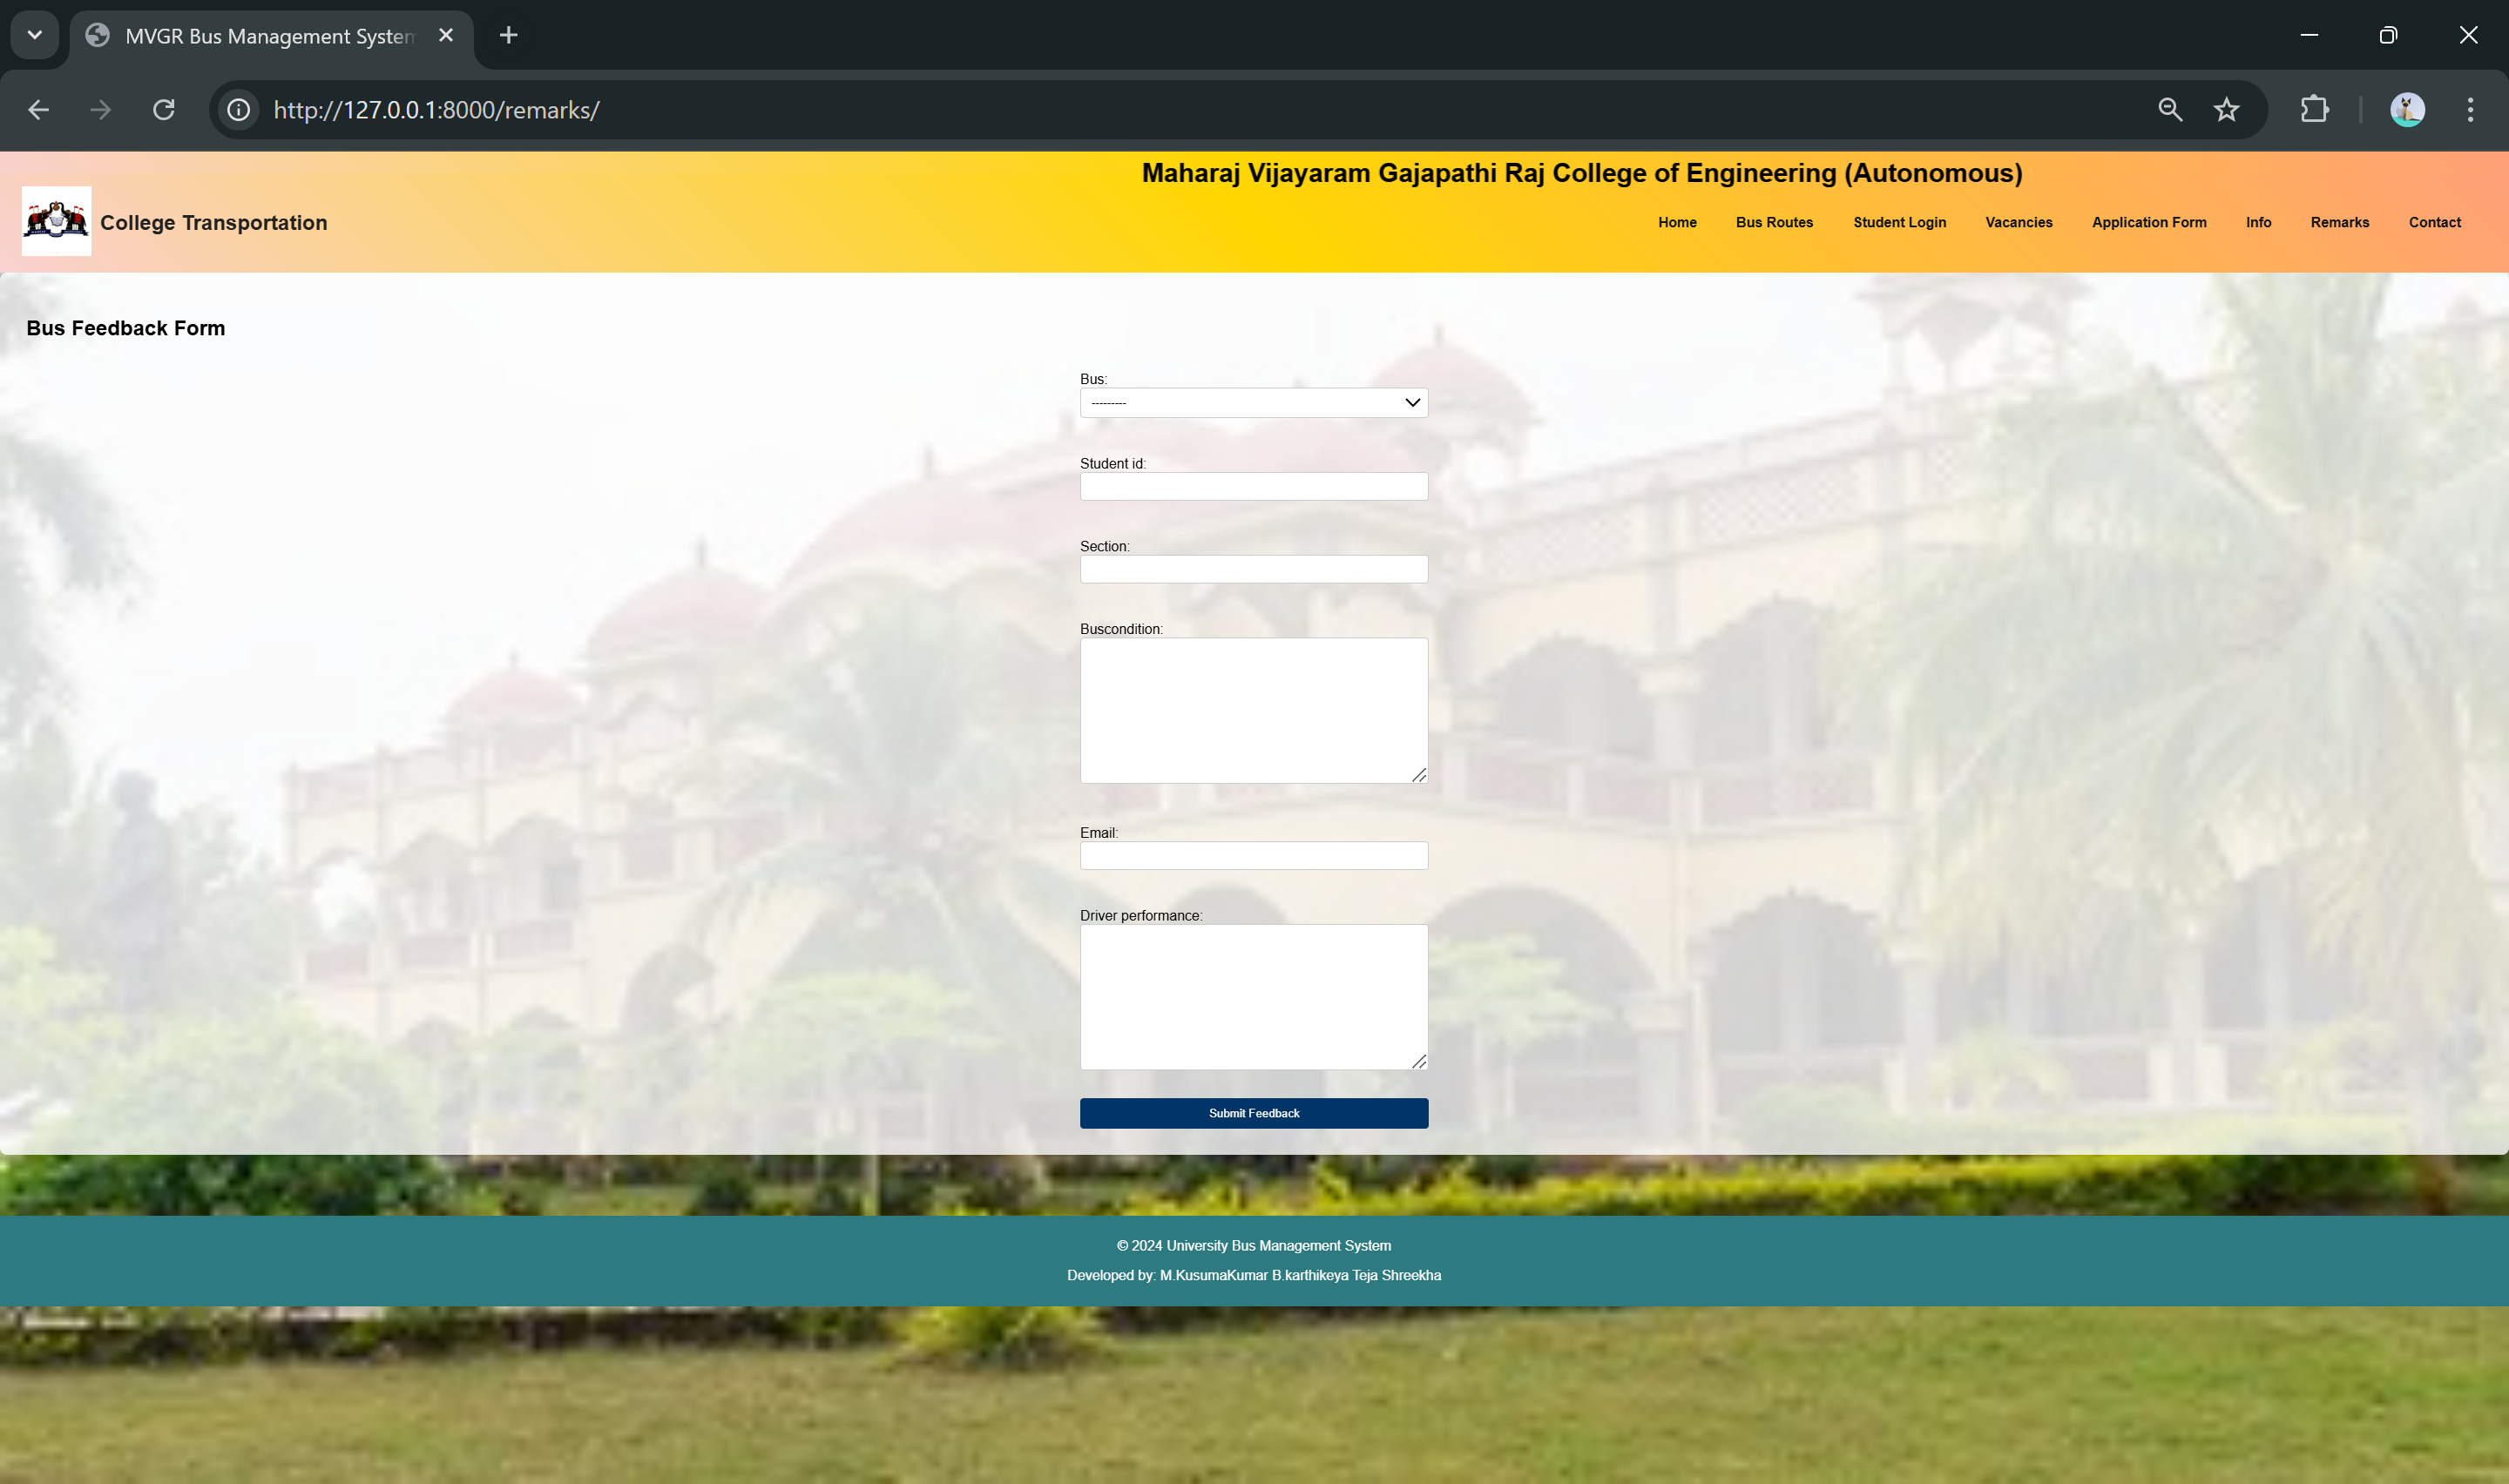 MVGR Bus Management System
http://127.0.0.1:8000/remarks/
Maharaj Vijayaram Gajapathi Raj College of Engineering (Autonomous)
College Transportation
Home Bus Routes Student Login Vacancies Application Form Info Remarks Contact
Bus Feedback Form
Bus:
---------
Student id:
Section:
Buscondition:
Email:
Driver performance:
Submit Feedback
© 2024 University Bus Management System
Developed by: M.KusumaKumar B.karthikeya Teja Shreekha